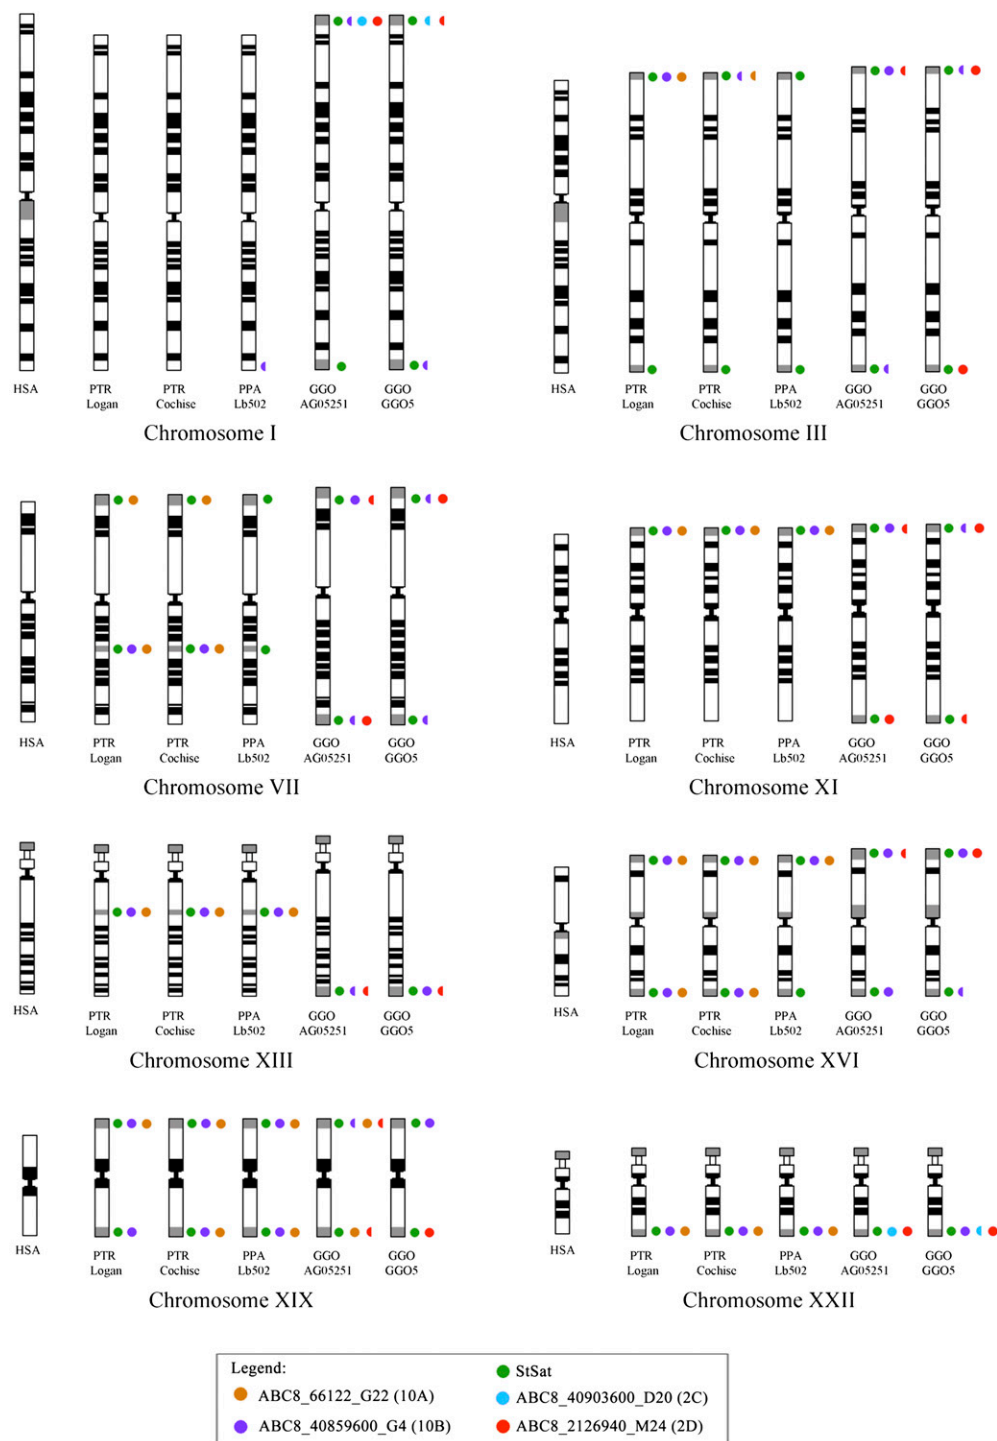 HSA
PTR
Logan
PTR
Cochise
PPA
Lb502
GGO
AG05251
GGO
GGO5
Chromosome I
HSA
PTR
Logan
PTR
Cochise
PPA
Lb502
GGO
AG05251
GGO
GGO5
Chromosome III
HSA
PTR
Logan
PTR
Cochise
PPA
Lb502
GGO
AG05251
GGO
GGO5
Chromosome VII
HSA
PTR
Logan
PTR
Cochise
PPA
Lb502
GGO
AG05251
GGO
GGO5
Chromosome XI
HSA
PTR
Logan
PTR
Cochise
PPA
Lb502
GGO
AG05251
GGO
GGO5
Chromosome XIII
HSA
PTR
Logan
PTR
Cochise
PPA
Lb502
GGO
AG05251
GGO
GGO5
Chromosome XVI
HSA
PTR
Logan
PTR
Cochise
PPA
Lb502
GGO
AG05251
GGO
GGO5
Chromosome XIX
HSA
PTR
Logan
PTR
Cochise
PPA
Lb502
GGO
AG05251
GGO
GGO5
Chromosome XXII
Legend:
ABC8_66122_G22 (10A)
ABC8_40859600_G4 (10B)
StSat
ABC8_40903600_D20 (2C)
ABC8_2126940_M24 (2D)